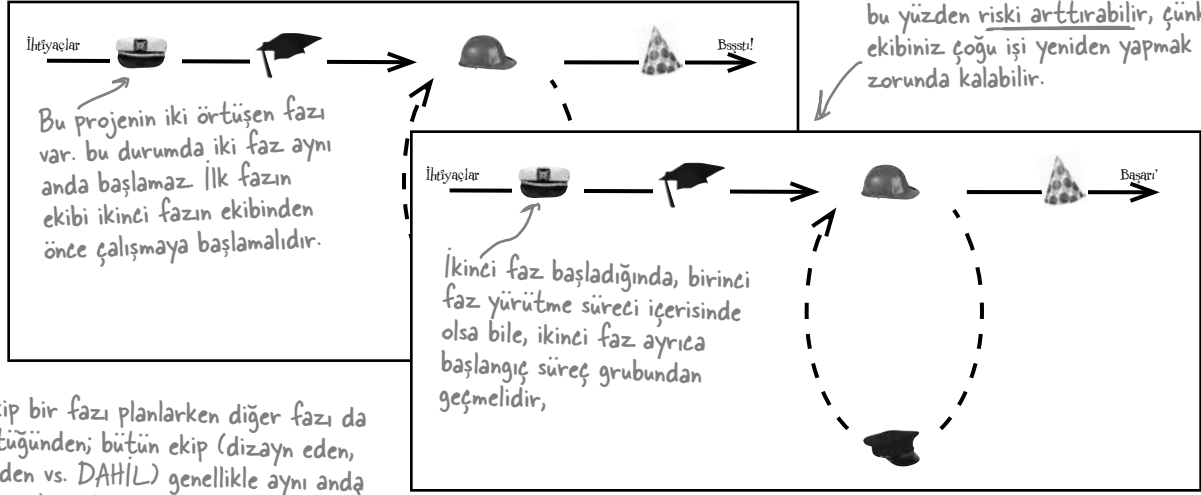 bu yüzden riski arttırabilir, çünk
ekibiniz çoğu işi yeniden yapmak
zorunda kalabilir.
İhtiyaçlar
Bu projenin iki örtüşen fazı
var. bu durumda iki faz aynı
anda başlamaz. İlk fazın
ekibi ikinci fazın ekibinden
önce çalışmaya başlamalıdır.
İhtiyaçlar
Başarı'
İkinci faz başladığında, birinci
faz yürütme süreci içerisinde
olsa bile, ikinci faz ayrıca
başlangıç süreç grubundan
geçmelidir,
ip bir fazı planlarken diğer fazı da
tüğünden; bütün ekip (dizayn eden,
den vs. DAHİL) genellikle aynı anda